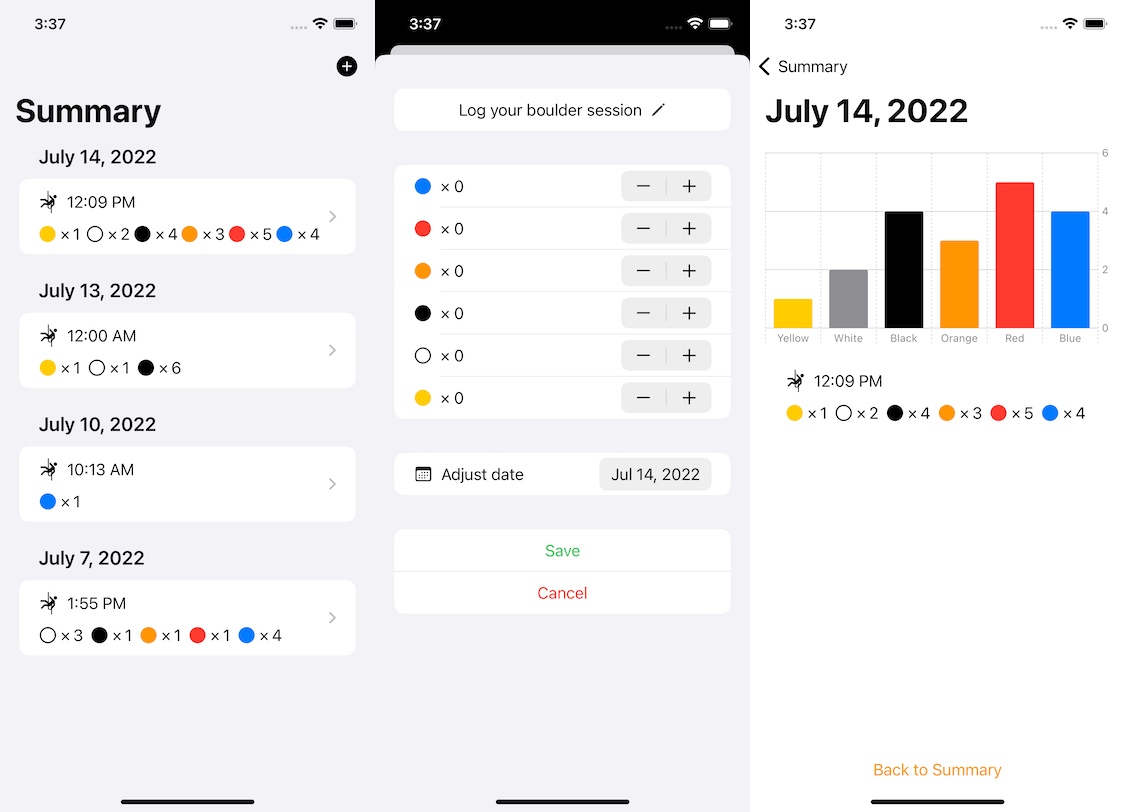 3:37
Summary
July 14, 2022
12:09 PM
× 1 × 2 × 4 × 3 × 5 × 4
July 13, 2022
12:00 AM
× 1 × 1 × 6
July 10, 2022
10:13 AM
× 1
July 7, 2022
1:55 PM
× 3 × 1 × 1 × 1 × 4
3:37
Log your boulder session
× 0
× 0
× 0
× 0
× 0
× 0
Adjust date Jul 14, 2022
Save
Cancel
3:37
Summary
July 14, 2022
6
4
2
0
Yellow White Black Orange Red Blue
12:09 PM
× 1 × 2 × 4 × 3 × 5 × 4
Back to Summary